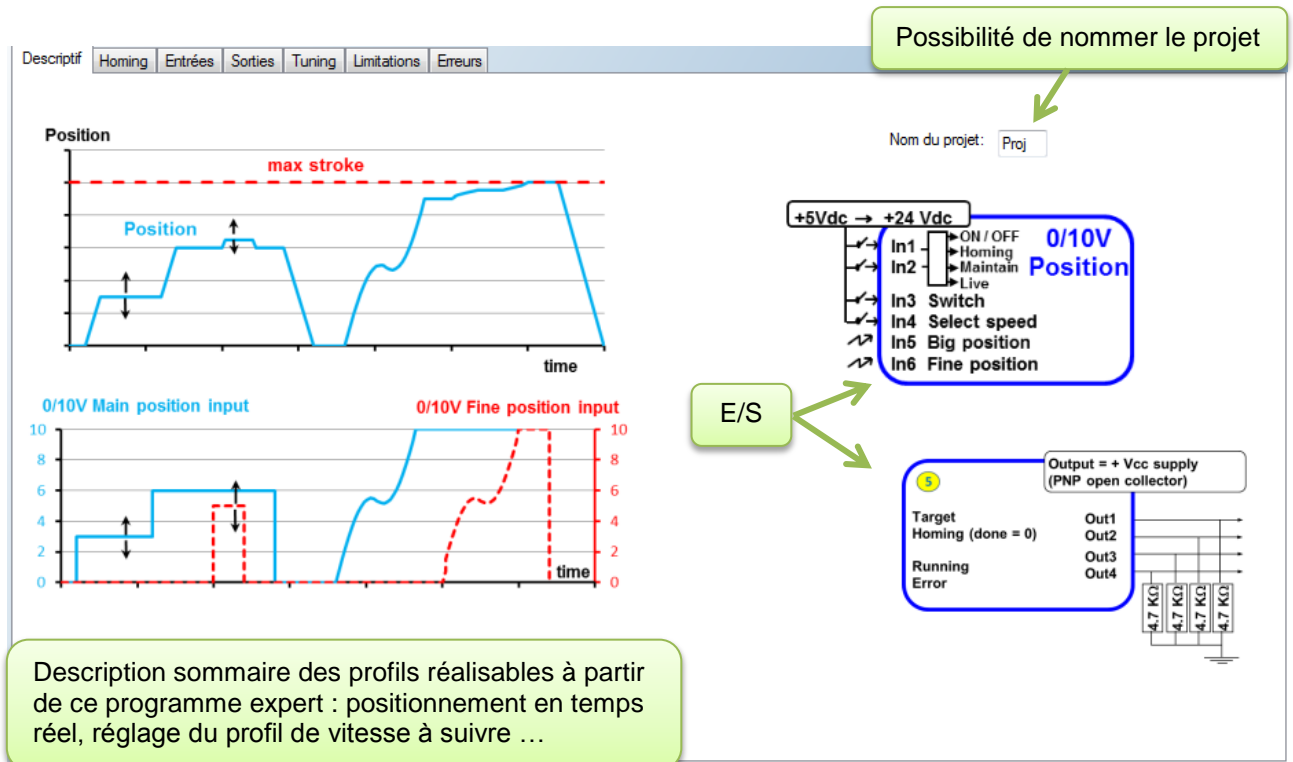 Possibilité de nommer le projet
Descriptif Homing Entrées Sorties Tuning Limitations Erreurs
Nom du projet: Proj
Position
max stroke
Position
time
0/10V Main position input
0/10V Fine position input
10
8
6
4
2
0
10
8
6
4
2
0
time
+5Vdc → +24 Vdc
0/10V
Position
In1
In2
ON / OFF
Homing
Maintain
Live
In3 Switch
In4 Select speed
In5 Big position
In6 Fine position
E/S
Output = + Vcc supply
(PNP open collector)
5
Target
Homing (done = 0)
Running
Error
Out1
Out2
Out3
Out4
4.7 KΩ
4.7 KΩ
4.7 KΩ
4.7 KΩ
Description sommaire des profils réalisables à partir
de ce programme expert : positionnement en temps
réel, réglage du profil de vitesse à suivre …